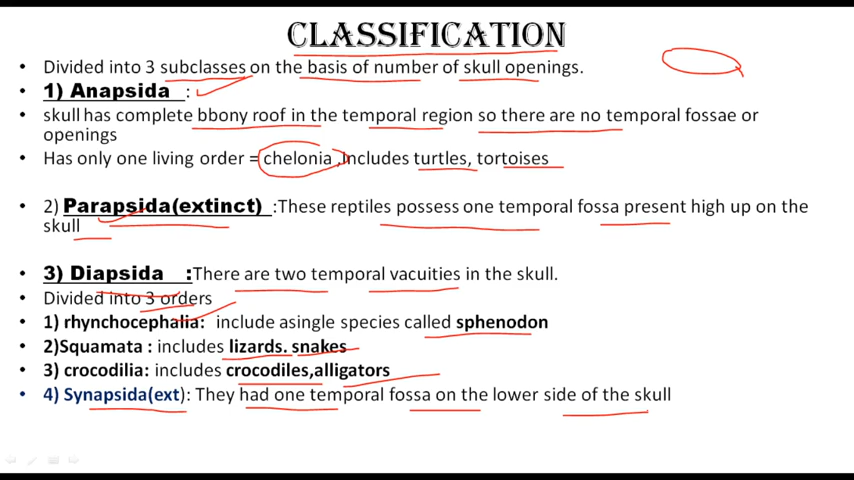 CLASSIFICATION
• Divided into 3 subclasses on the basis of number of skull openings.
• 1) Anapsida :
• skull has complete bbony roof in the temporal region so there are no temporal fossae or
openings
• Has only one living order = chelonia ,includes turtles, tortoises
• 2) Parapsida(extinct) :These reptiles possess one temporal fossa present high up on the
skull
• 3) Diapsida :There are two temporal vacuities in the skull.
• Divided into 3 orders
• 1) rhynchocephalia: include asingle species called sphenodon
• 2)Squamata : includes lizards. snakes
• 3) crocodilia: includes crocodiles,alligators
• 4) Synapsida(ext): They had one temporal fossa on the lower side of the skull